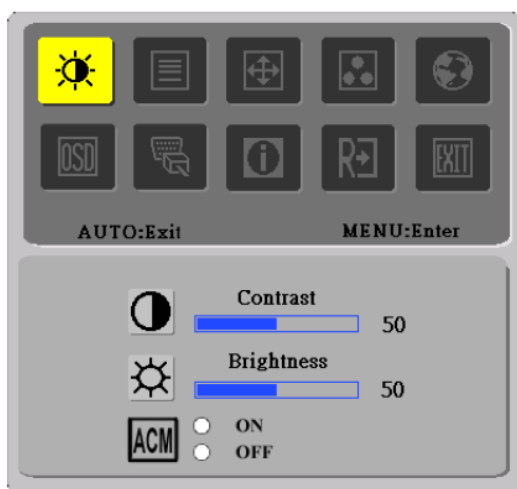 OSD
R
EXIT
AUTO:Exit MENU:Enter
Contrast
50
Brightness
50
ACM ON
OFF